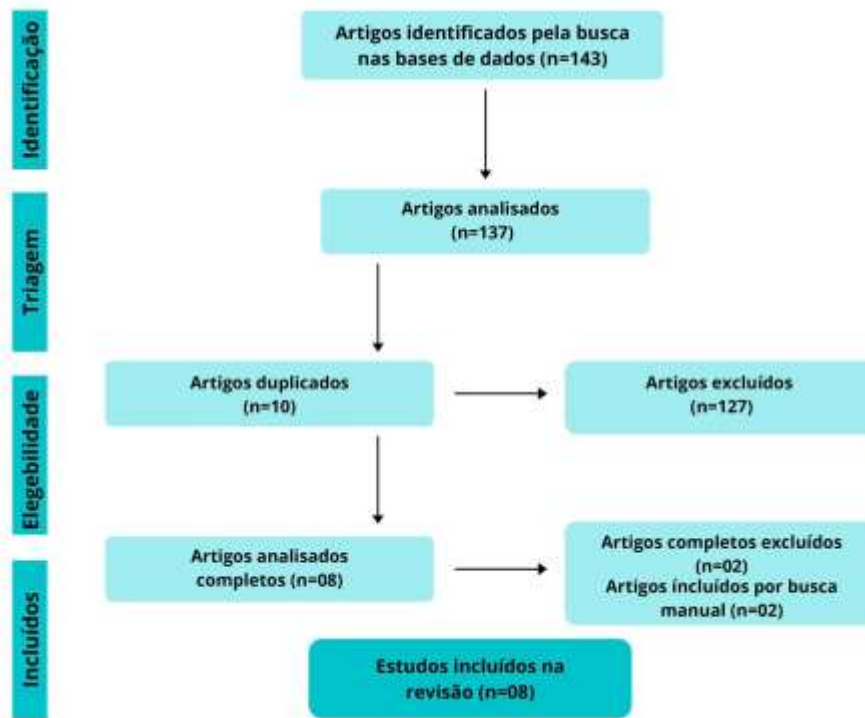 Identificação
Artigos identificados pela busca
nas bases de dados (n=143)
Triagem
Artigos analisados
(n=137)
Elegebilidade
Artigos duplicados
(n=10)
Artigos excluídos
(n=127)
Incluídos
Artigos analisados
completos (n=08)
Artigos completos excluídos
(n=02)
Artigos incluídos por busca
manual (n=02)
Estudos incluídos na
revisão (n=08)